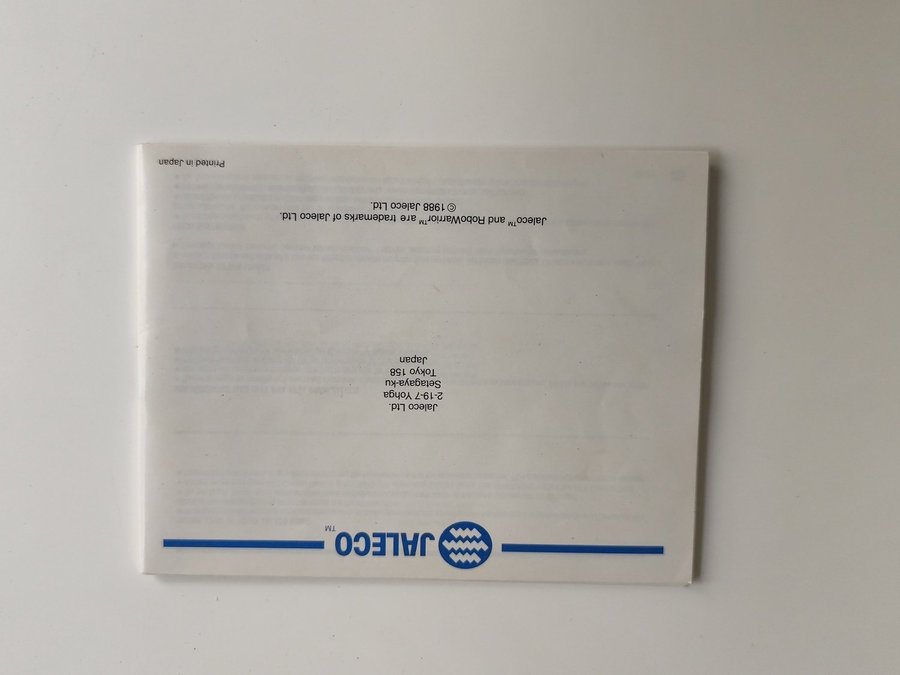 JALECO™
Jaleco Ltd.
2-19-7 Yohga
Setagaya-ku
Tokyo 158
Japan
Jaleco™ and RoboWarrior™ are trademarks of Jaleco Ltd.
© 1988 Jaleco Ltd.
Printed in Japan